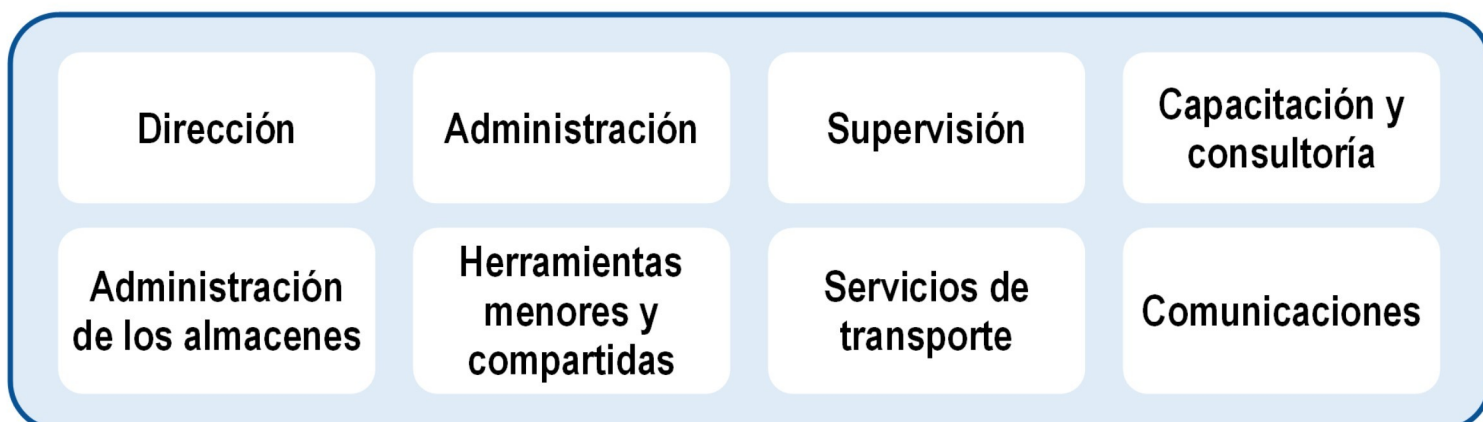 Dirección
Administración
Supervisión
Capacitación y
consultoría
Administración
de los almacenes
Herramientas
menores y
compartidas
Servicios de
transporte
Comunicaciones